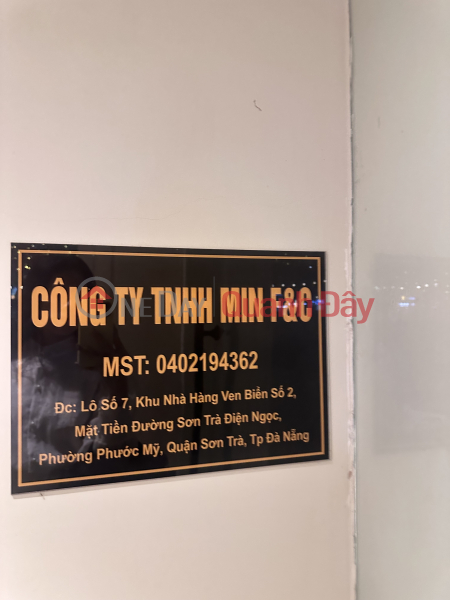 CÔNG TY TNHH MIN F&C
MST: 0402194362
Đc: Lô Số 7, Khu Nhà Hàng Ven Biển Số 2,
Mặt Tiền Đường Sơn Trà Điện Ngọc,
Phường Phước Mỹ, Quận Sơn Trà, Tp Đà Nẵng